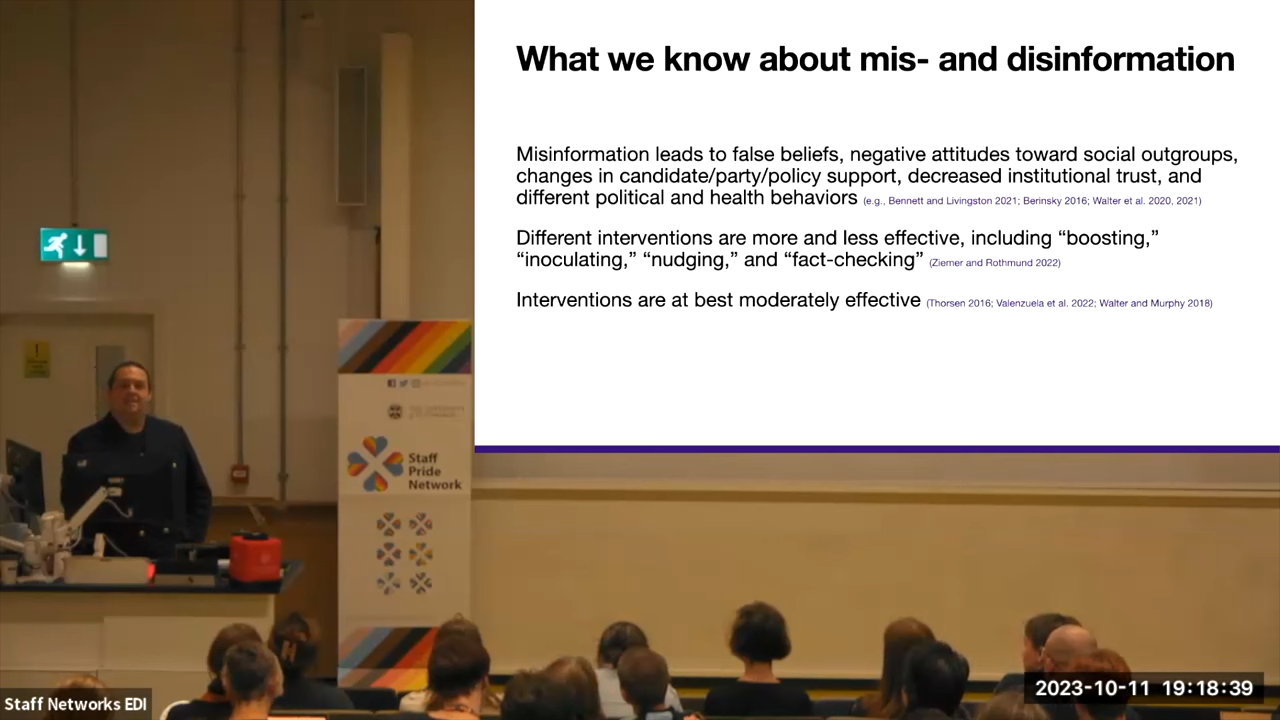 What we know about mis- and disinformation
Misinformation leads to false beliefs, negative attitudes toward social outgroups,
changes in candidate/party/policy support, decreased institutional trust, and
different political and health behaviors (e.g., Bennett and Livingston 2021; Berinsky 2016; Walter et al. 2020, 2021)
Different interventions are more and less effective, including “boosting,”
“inoculating,” “nudging,” and “fact-checking” (Ziemer and Rothmund 2022)
Interventions are at best moderately effective (Thorsen 2016; Valenzuela et al. 2022; Walter and Murphy 2018)
Staff
Pride
Network
Staff Networks EDI
2023-10-11 19:18:39